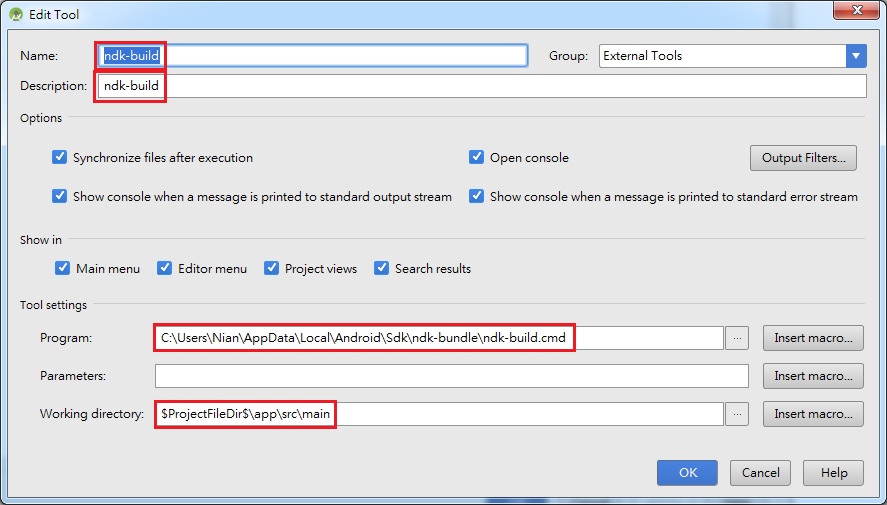 Edit Tool
Name: ndk-build Group: External Tools
Description: ndk-build
Options
Synchronize files after execution Open console Output Filters...
Show console when a message is printed to standard output stream Show console when a message is printed to standard error stream
Show in
Main menu Editor menu Project views Search results
Tool settings
Program: C:\Users\Nian\AppData\Local\Android\Sdk\ndk-bundle\ndk-build.cmd ... Insert macro...
Parameters: Insert macro...
Working directory: $ProjectFileDir$\app\src\main ... Insert macro...
OK Cancel Help